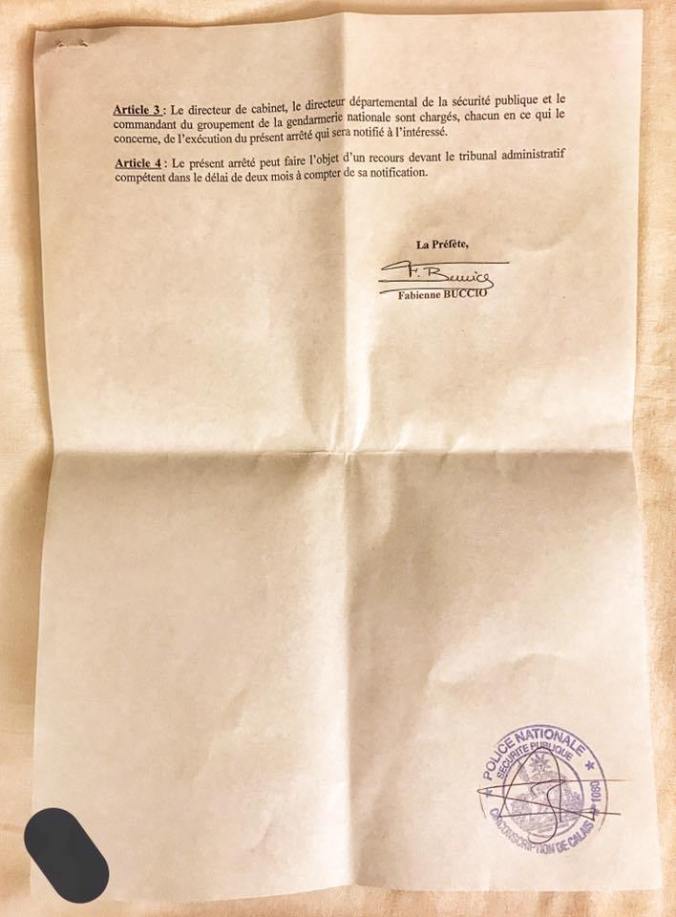 Article 3 : Le directeur de cabinet, le directeur départemental de la sécurité publique et le
commandant du groupement de la gendarmerie nationale sont chargés, chacun en ce qui le
concerne, de l'exécution du présent arrêté qui sera notifié à l'intéressé.
Article 4 : Le présent arrêté peut faire l'objet d'un recours devant le tribunal administratif
compétent dans le délai de deux mois à compter de sa notification.
La Préfète,
F. Buccio
Fabienne BUCCIO
POLICE NATIONALE
SECURITE PUBLIQUE
CIRCONSCRIPTION DE CALAIS
1080